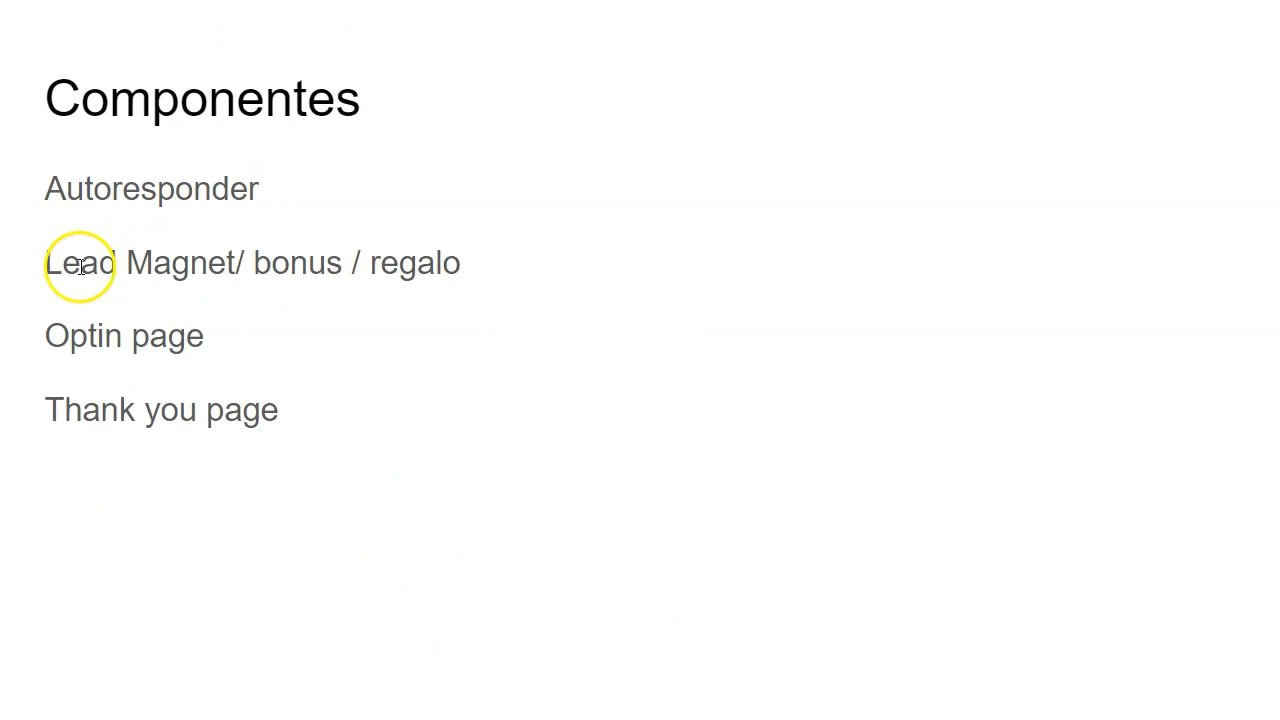 Componentes
Autoresponder
Lead Magnet/ bonus / regalo
Optin page
Thank you page